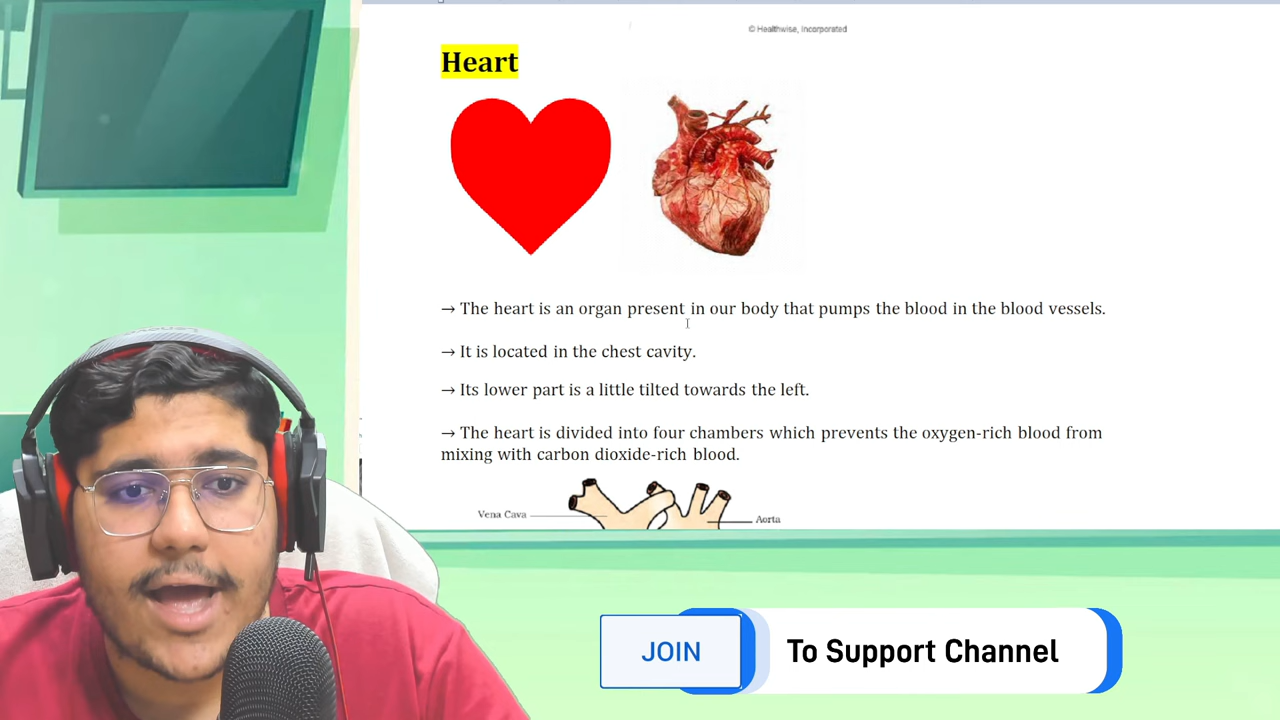 © Healthwise, Incorporated
Heart
→ The heart is an organ present in our body that pumps the blood in the blood vessels.
→ It is located in the chest cavity.
→ Its lower part is a little tilted towards the left.
→ The heart is divided into four chambers which prevents the oxygen-rich blood from
mixing with carbon dioxide-rich blood.
Vena Cava
Aorta
JOIN
To Support Channel